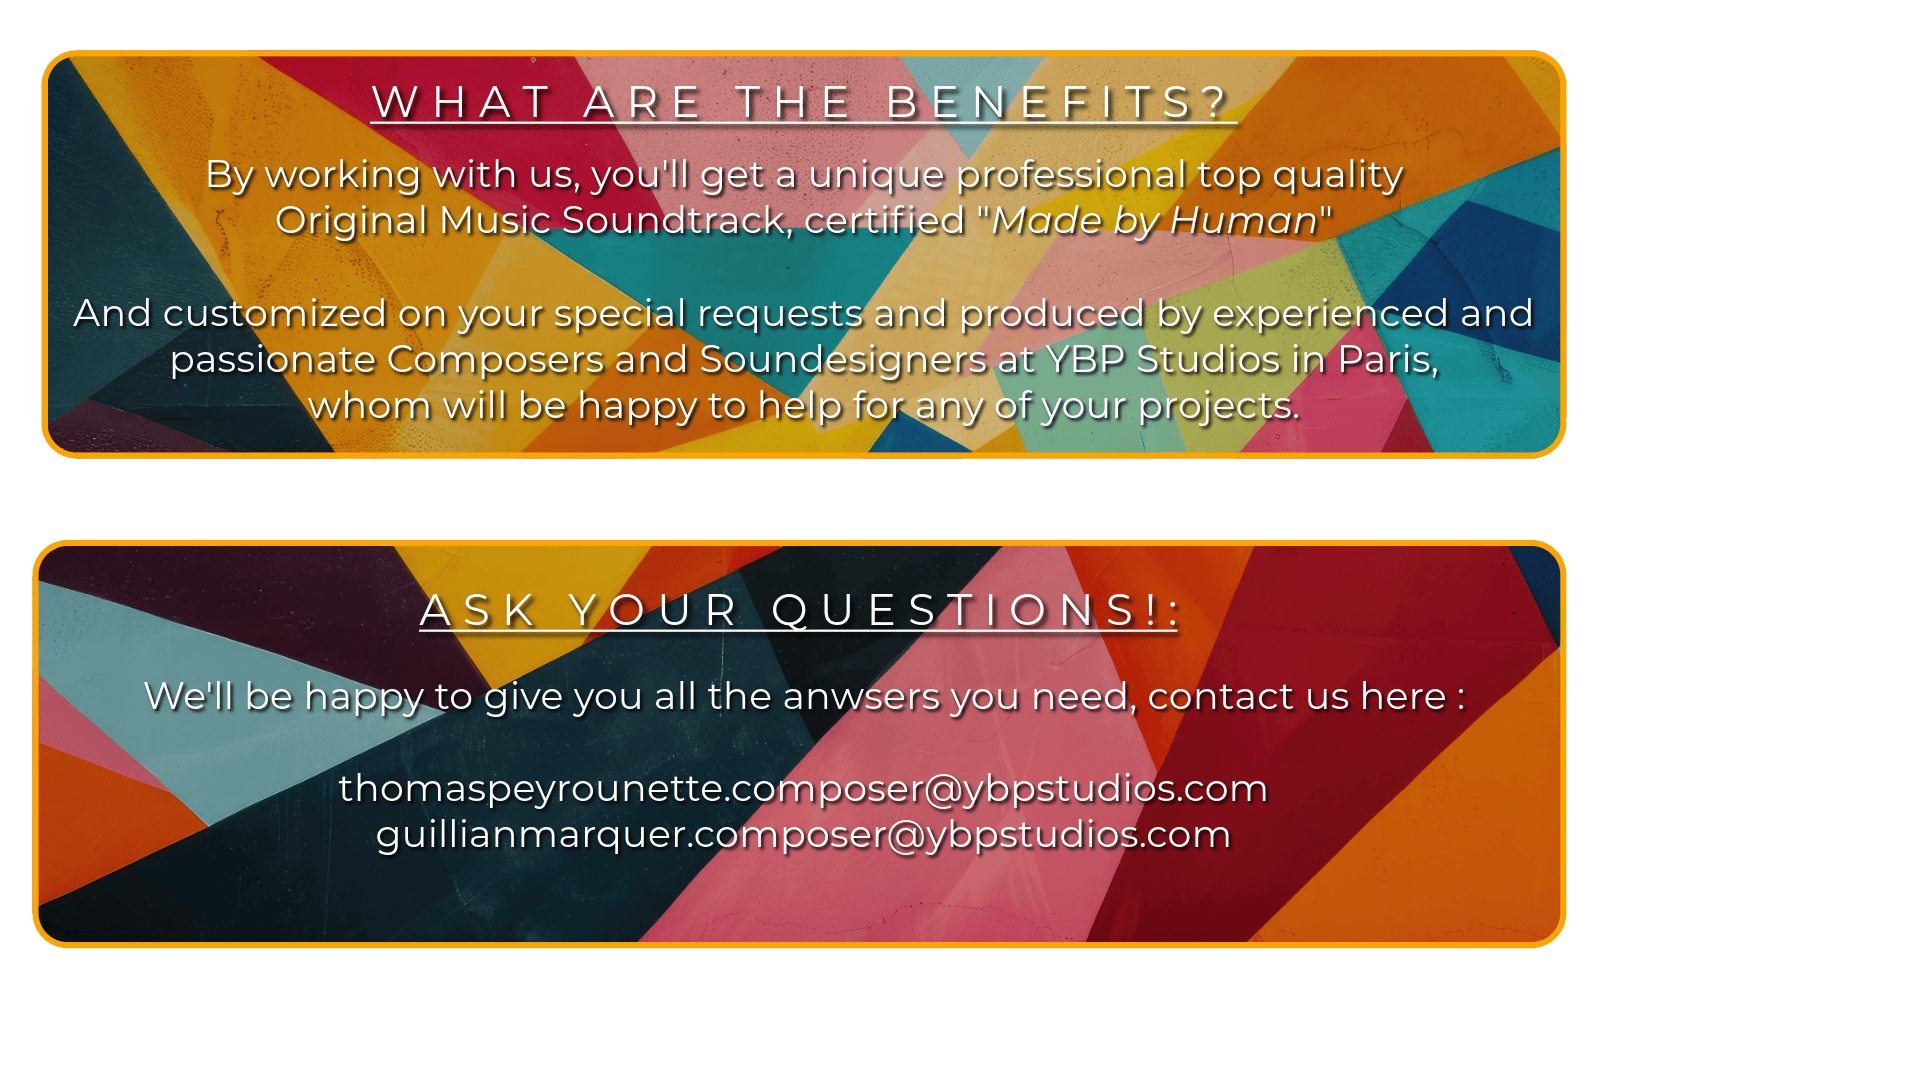 WHAT ARE THE BENEFITS?
By working with us, you'll get a unique professional top quality
Original Music Soundtrack, certified "Made by Human"
And customized on your special requests and produced by experienced and
passionate Composers and Soundesigners at YBP Studios in Paris,
whom will be happy to help for any of your projects.
ASK YOUR QUESTIONS!:
We'll be happy to give you all the anwsers you need, contact us here :
thomaspeyrounette.composer@ybpstudios.com
guillianmarquer.composer@ybpstudios.com